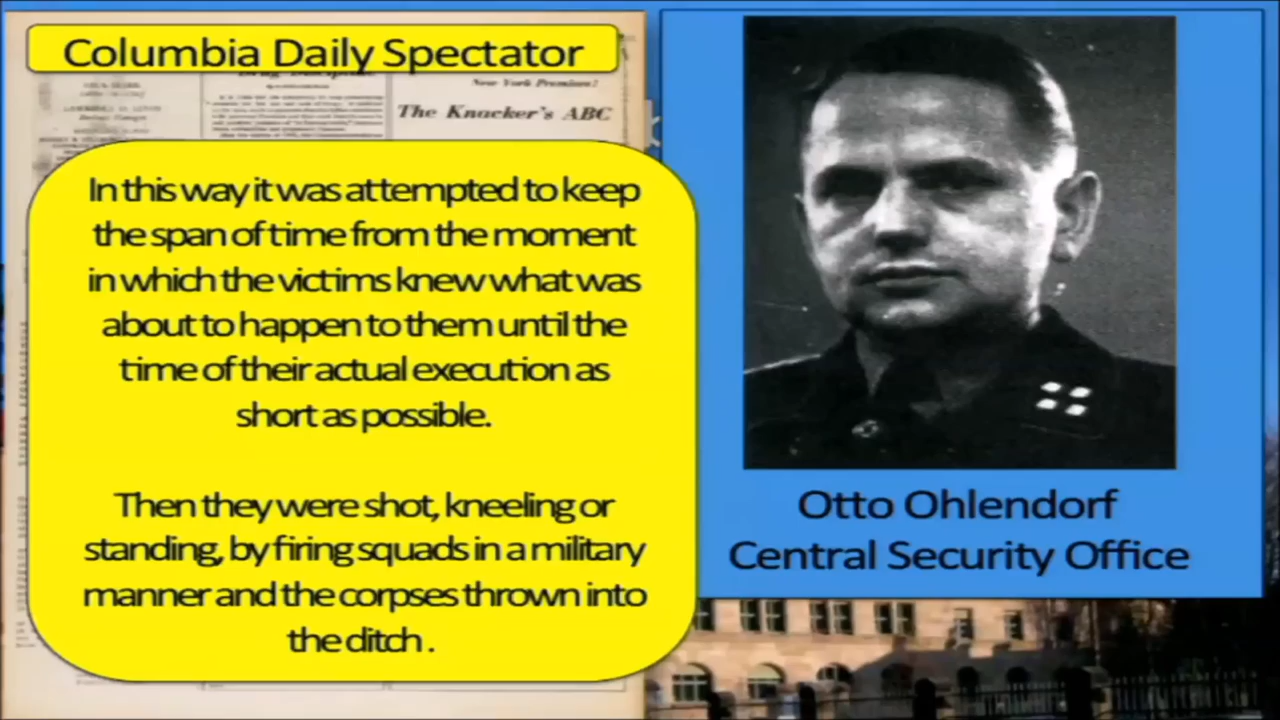 Columbia Daily Spectator
New York Premiere!
The Knacker's ABC
In this way it was attempted to keep
the span of time from the moment
in which the victims knew what was
about to happen to them until the
time of their actual execution as
short as possible.
Then they were shot, kneeling or
standing, by firing squads in a military
manner and the corpses thrown into
the ditch .
Otto Ohlendorf
Central Security Office